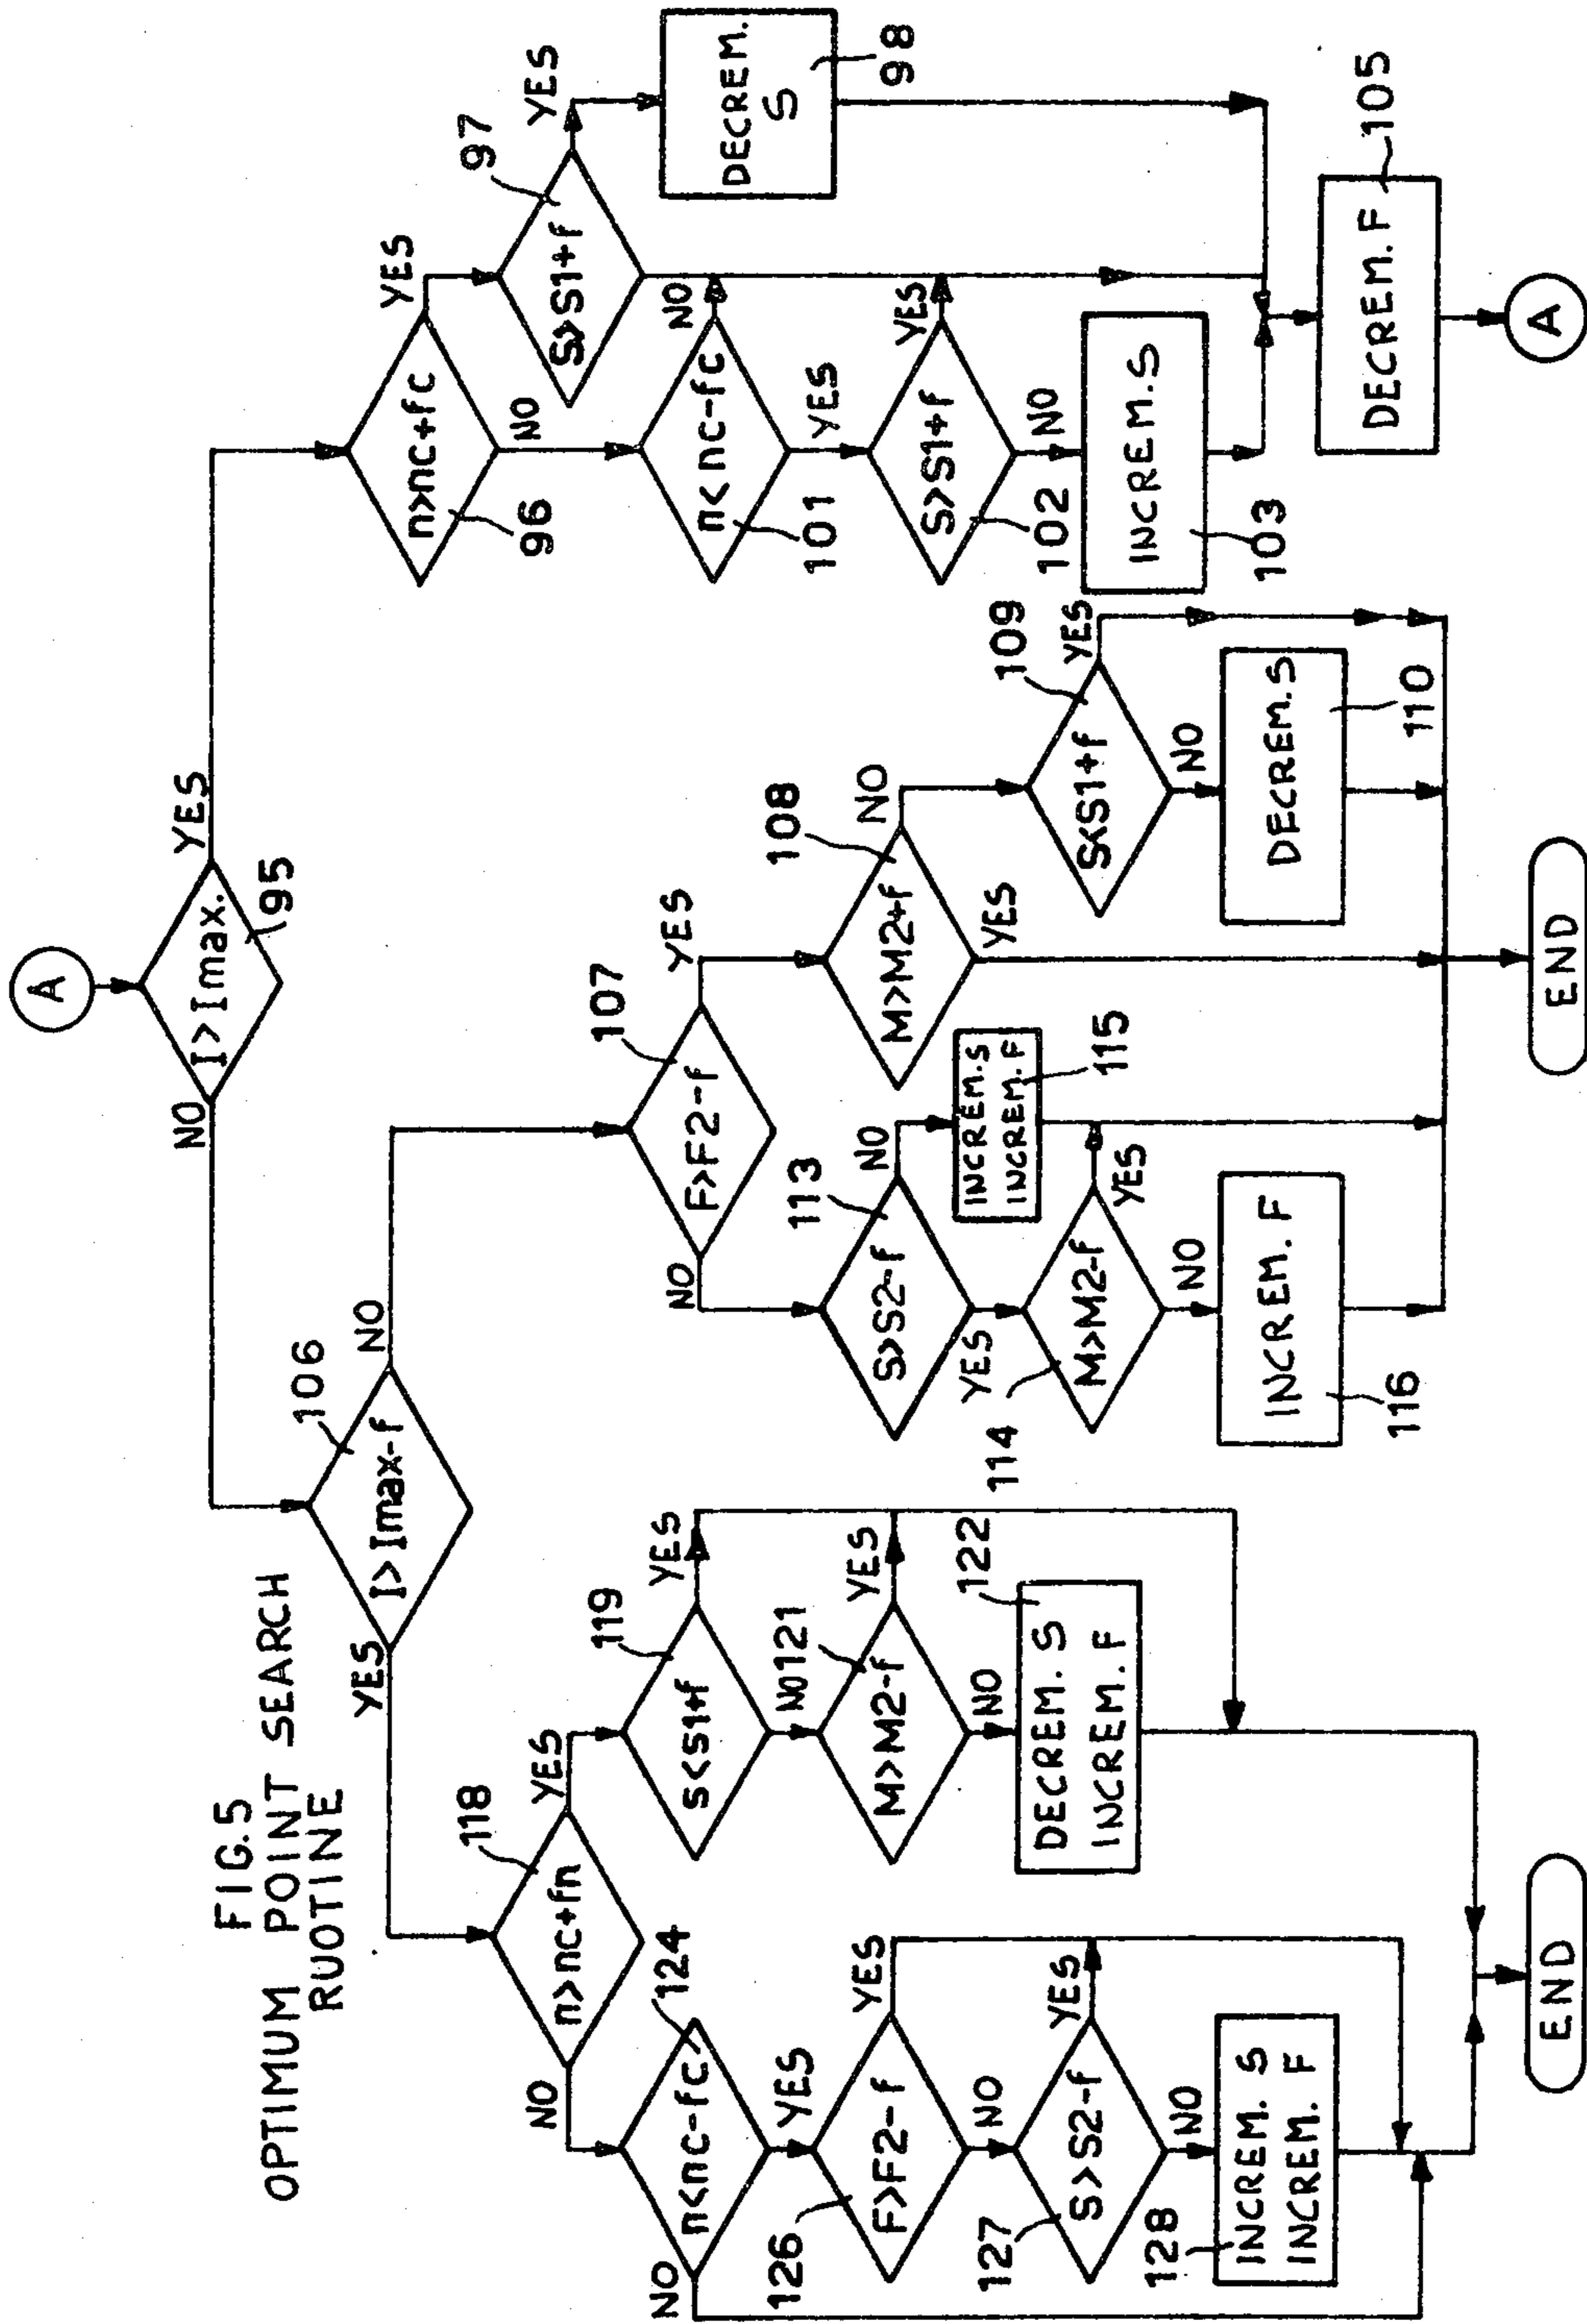 FIG.5
OPTIMUM POINT SEARCH
RUOTINE
A
I>Imax.
95
NO
YES
I>Imax-f
106
YES
NO
n>nc+fn
118
NO
YES
n<nc-fc
124
NO
YES
F>F2-f
126
YES
NO
S>S2-f
127
YES
NO
INCREM. S
INCREM. F
128
s<s1+f
119
YES
NO
M>M2-f
121
YES
NO
DECREM. S
INCREM. F
122
END
F>F2-f
107
NO
YES
S>S2-f
113
NO
YES
INCREM.S
INCREM.F
115
M>M2-f
114
YES
NO
INCREM. F
116
M>M2+f
108
NO
YES
S<S1+f
109
YES
NO
DECREM.S
110
END
n>nc+fc
96
YES
NO
S>S1+f
97
YES
NO
DECREM.
S
98
n<nc-fc
101
YES
S>S1+f
102
YES
NO
INCREM.S
103
DECREM.F
105
A